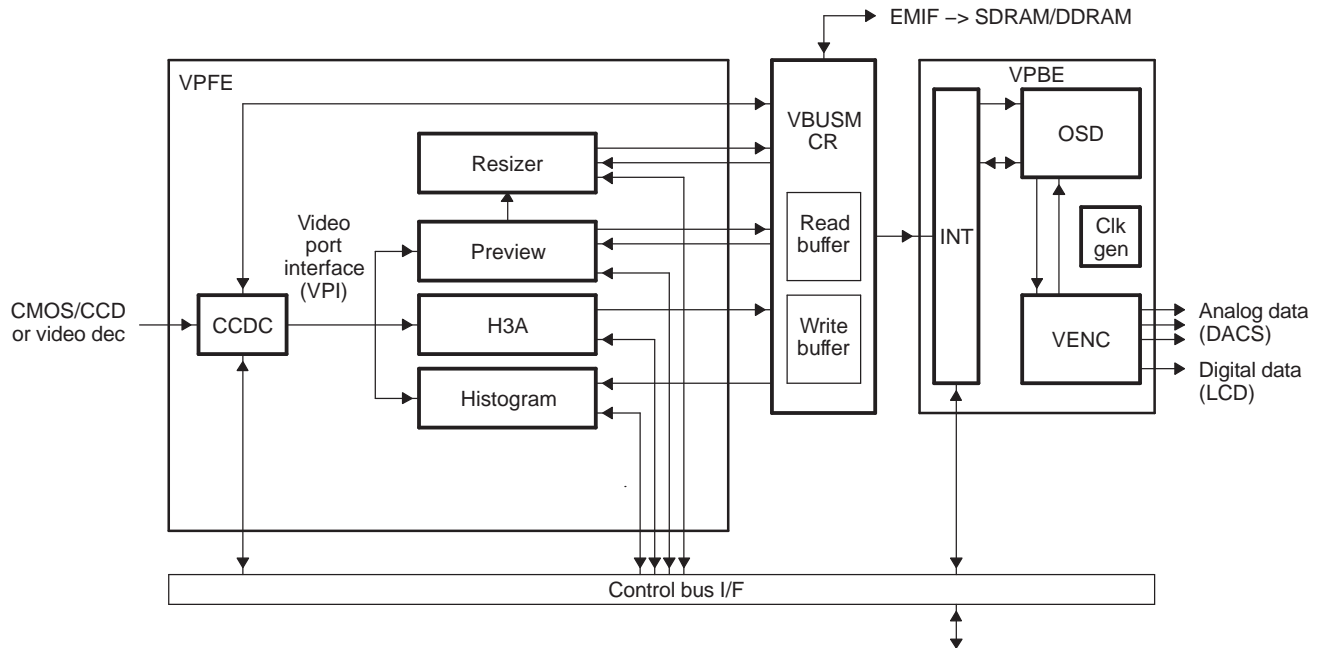 EMIF –> SDRAM/DDRAM
VPFE
VPBE
VBUSM
CR
OSD
Resizer
Video
port
interface
(VPI)
Preview
Read
buffer
INT
Clk
gen
CMOS/CCD
or video dec
CCDC
H3A
Write
buffer
VENC
Analog data
(DACS)
Digital data
(LCD)
Histogram
Control bus I/F